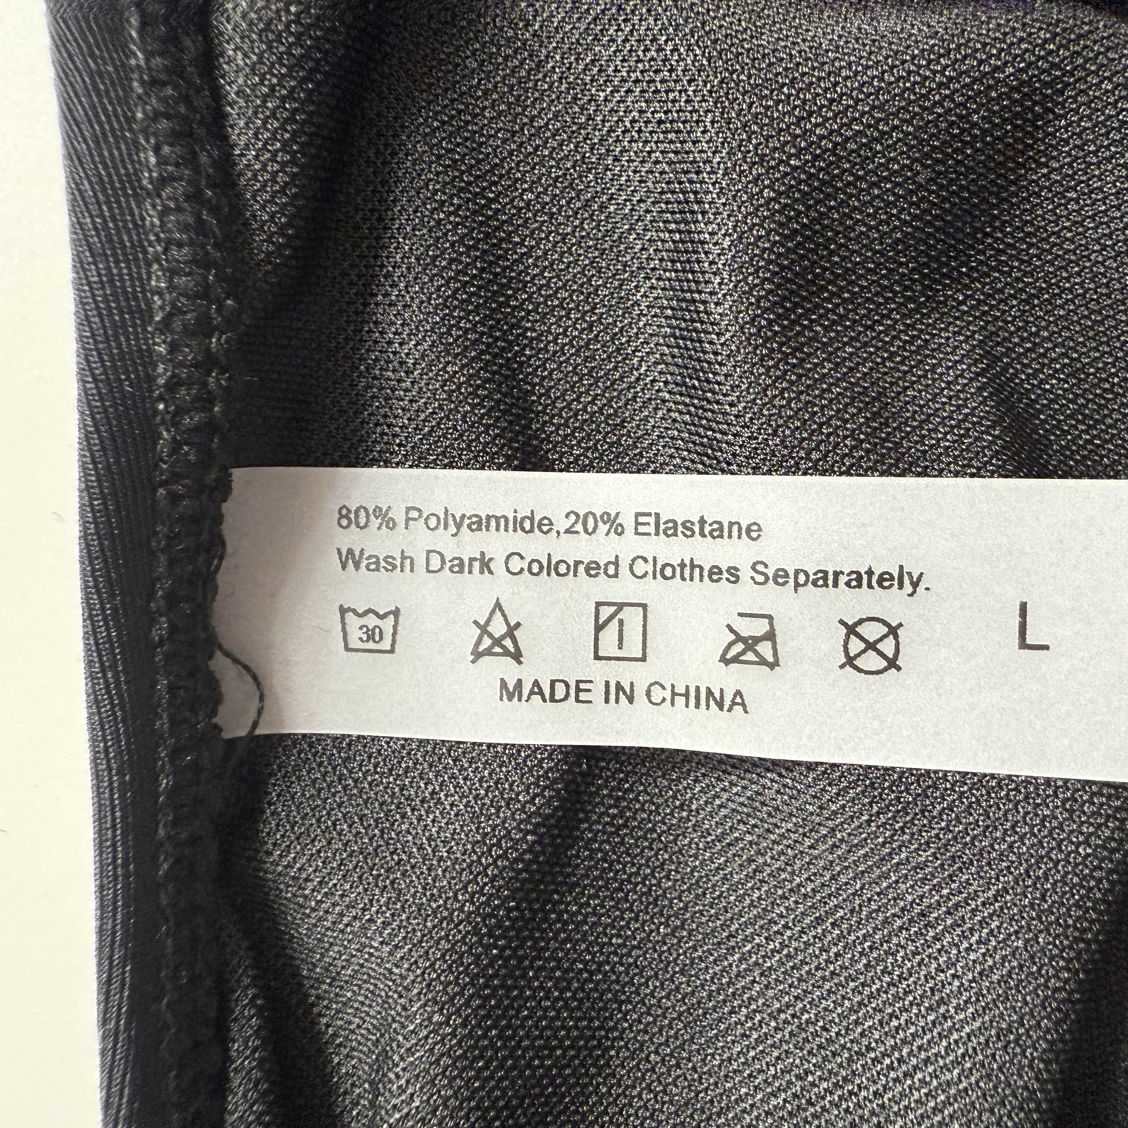 80% Polyamide,20% Elastane
Wash Dark Colored Clothes Separately.
30
L
MADE IN CHINA